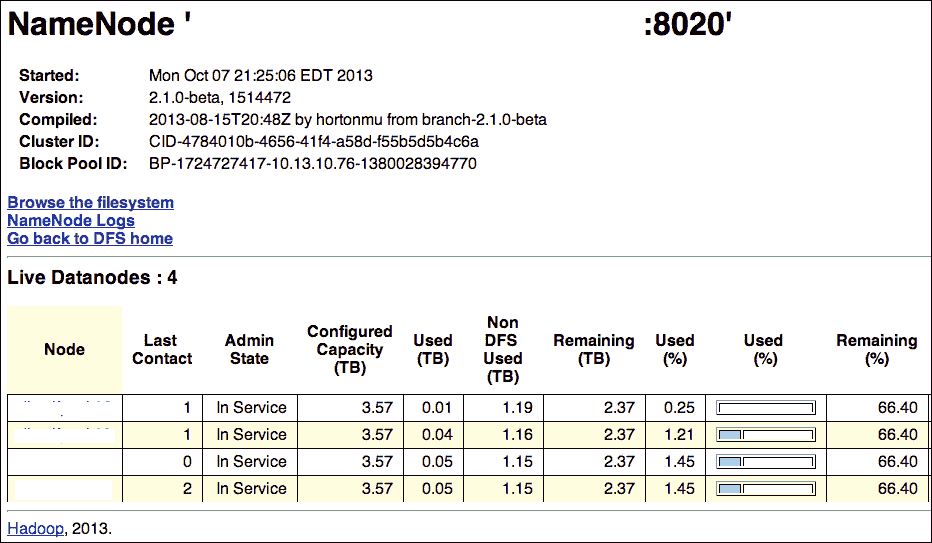 NameNode ' :8020'
Started: Mon Oct 07 21:25:06 EDT 2013
Version: 2.1.0-beta, 1514472
Compiled: 2013-08-15T20:48Z by hortonmu from branch-2.1.0-beta
Cluster ID: CID-4784010b-4656-41f4-a58d-f55b5d5b4c6a
Block Pool ID: BP-1724727417-10.13.10.76-1380028394770
Browse the filesystem
NameNode Logs
Go back to DFS home
Live Datanodes : 4
Node Last Contact Admin State Configured Capacity (TB) Used (TB) Non DFS Used (TB) Remaining (TB) Used (%) Used (%) Remaining (%)
1 In Service 3.57 0.01 1.19 2.37 0.25 66.40
1 In Service 3.57 0.04 1.16 2.37 1.21 66.40
0 In Service 3.57 0.05 1.15 2.37 1.45 66.40
2 In Service 3.57 0.05 1.15 2.37 1.45 66.40
Hadoop, 2013.